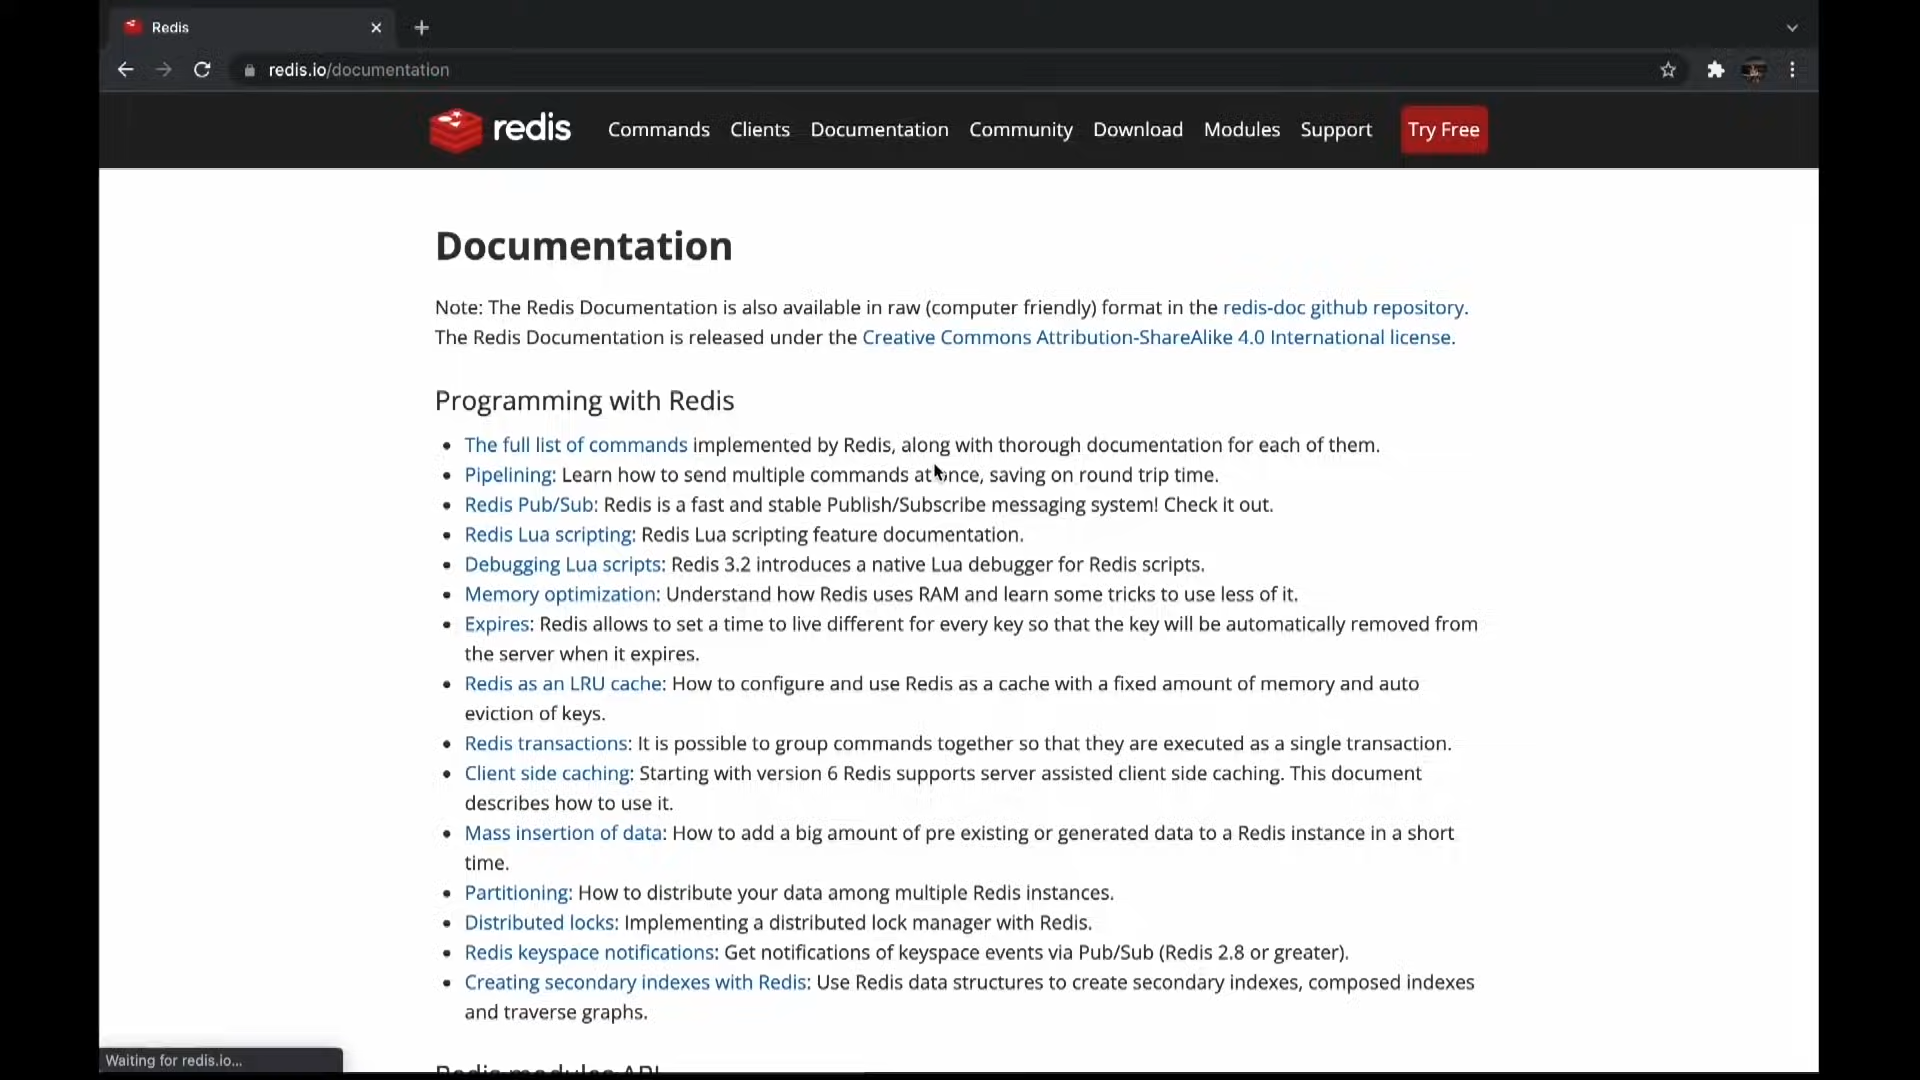 Redis
redis.io/documentation
redis Commands Clients Documentation Community Download Modules Support Try Free
Documentation
Note: The Redis Documentation is also available in raw (computer friendly) format in the redis-doc github repository.
The Redis Documentation is released under the Creative Commons Attribution-ShareAlike 4.0 International license.
Programming with Redis
• The full list of commands implemented by Redis, along with thorough documentation for each of them.
• Pipelining: Learn how to send multiple commands at once, saving on round trip time.
• Redis Pub/Sub: Redis is a fast and stable Publish/Subscribe messaging system! Check it out.
• Redis Lua scripting: Redis Lua scripting feature documentation.
• Debugging Lua scripts: Redis 3.2 introduces a native Lua debugger for Redis scripts.
• Memory optimization: Understand how Redis uses RAM and learn some tricks to use less of it.
• Expires: Redis allows to set a time to live different for every key so that the key will be automatically removed from
the server when it expires.
• Redis as an LRU cache: How to configure and use Redis as a cache with a fixed amount of memory and auto
eviction of keys.
• Redis transactions: It is possible to group commands together so that they are executed as a single transaction.
• Client side caching: Starting with version 6 Redis supports server assisted client side caching. This document
describes how to use it.
• Mass insertion of data: How to add a big amount of pre existing or generated data to a Redis instance in a short
time.
• Partitioning: How to distribute your data among multiple Redis instances.
• Distributed locks: Implementing a distributed lock manager with Redis.
• Redis keyspace notifications: Get notifications of keyspace events via Pub/Sub (Redis 2.8 or greater).
• Creating secondary indexes with Redis: Use Redis data structures to create secondary indexes, composed indexes
and traverse graphs.
Redis modules API
Waiting for redis.io...